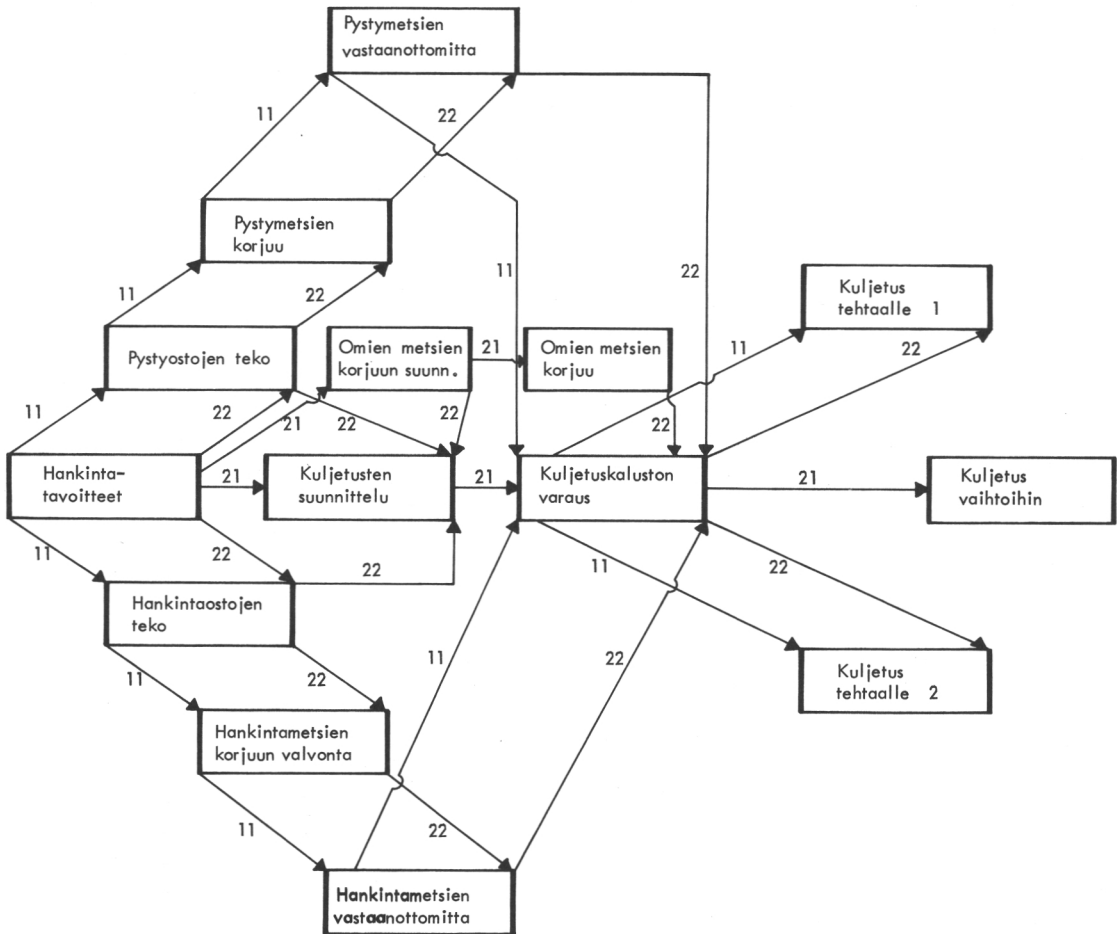 Pystymetsien
vastaanottomitta
11
22
Pystymetsien
korjuu
11
22
11
22
Kuljetus
tehtaalle 1
Pystyostojen teko
Omien metsien
korjuun suunn.
21
Omien metsien
korjuu
11
22
11
22
21
22
22
22
Hankinta-
tavoitteet
21
Kuljetusten
suunnittelu
21
Kuljetuskaluston
varaus
21
Kuljetus
vaihtoihin
11
22
22
11
22
Hankintaostojen
teko
11
22
11
22
Kuljetus
tehtaalle 2
Hankintametsien
korjuun valvonta
11
22
Hankintametsien
vastaanottomitta